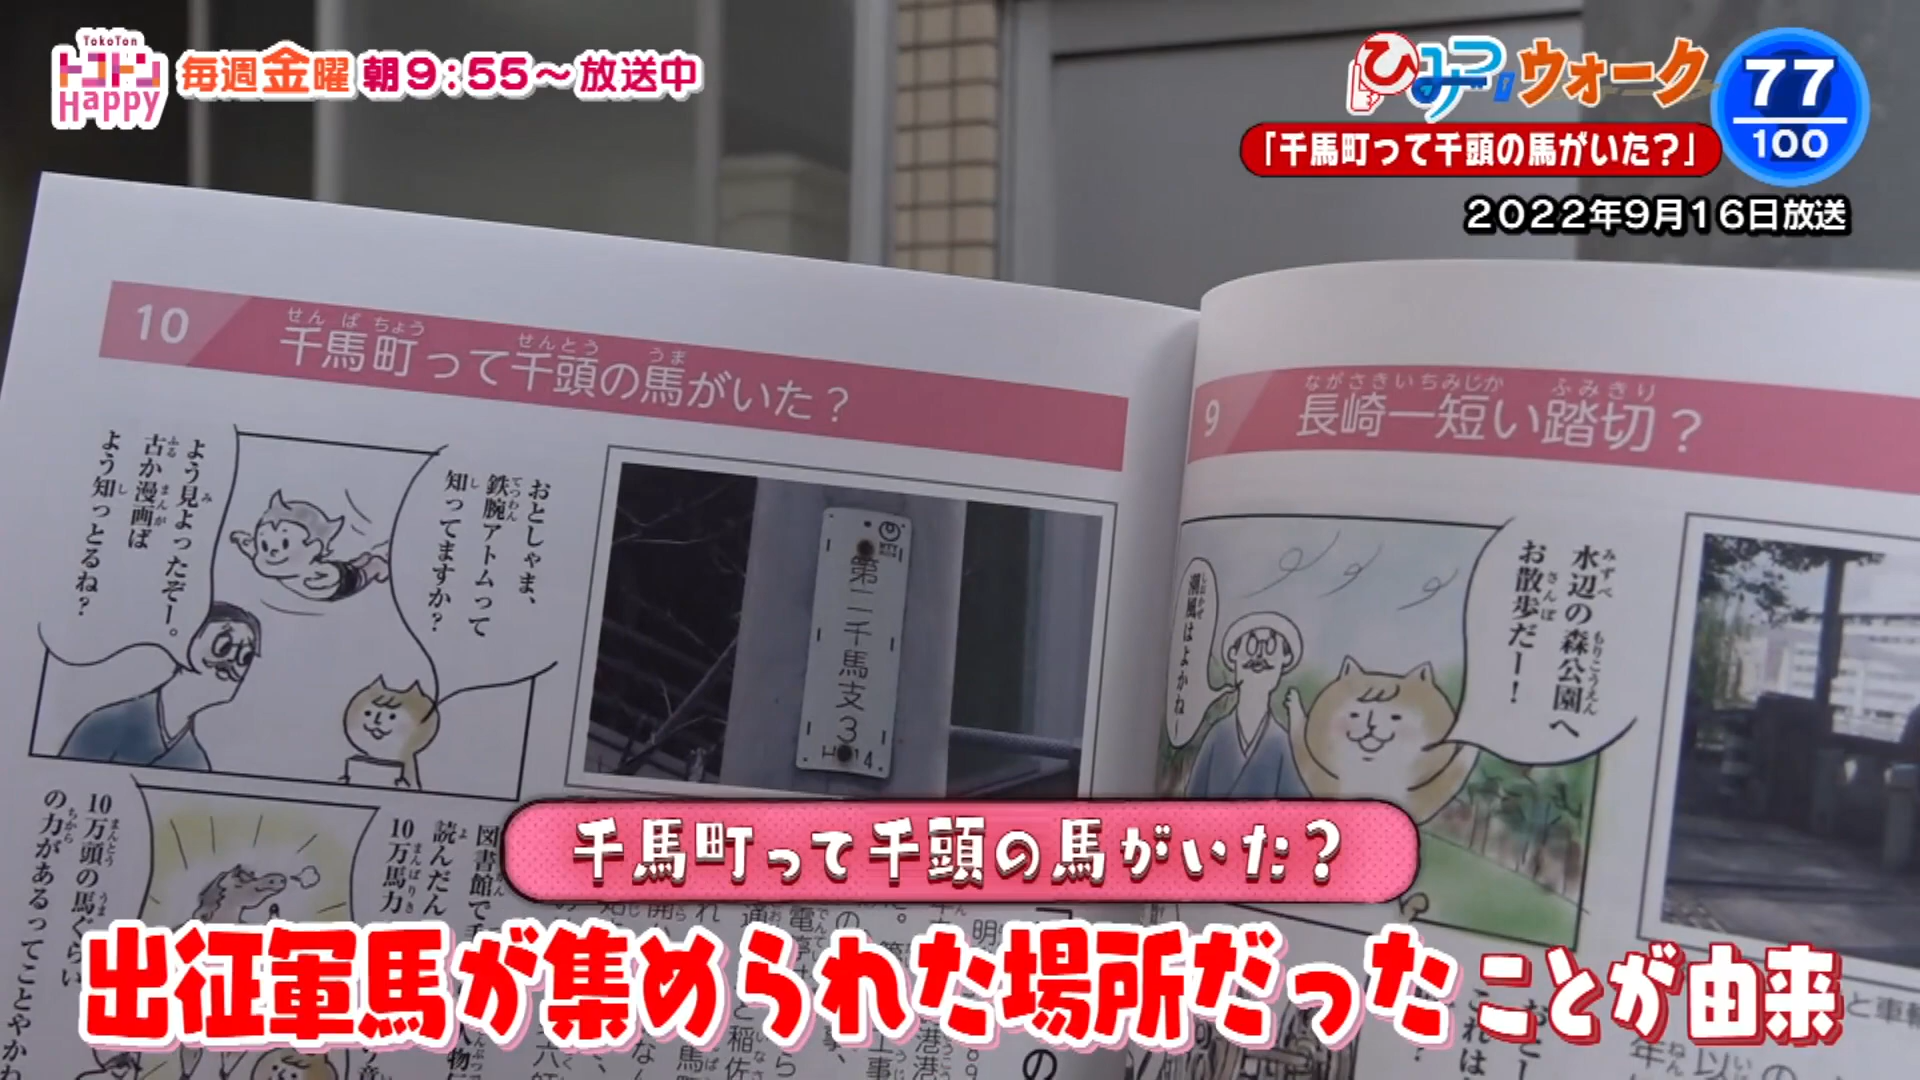 TokoTon
トコトン
Happy
毎週金曜 朝9:55～放送中
ひみつ!ウォーク
77
100
「千馬町って千頭の馬がいた?」
2022年9月16日放送
10
せんばちょう せんとう うま
千馬町って千頭の馬がいた?
おとしゃま、
鉄腕アトムって
知ってますか?
よう見よったぞー。
古か漫画ば
よう知っとるね?
第二千馬支
3
9
ながさきいちみじか ふみきり
長崎一短い踏切?
水辺の森公園へ
お散歩だー!
潮風はよかねー
図書館で
読んだん
10万馬力
10万頭の馬ぐらい
の力があるってことや
千馬町って千頭の馬がいた?
出征軍馬が集められた場所だったことが由来